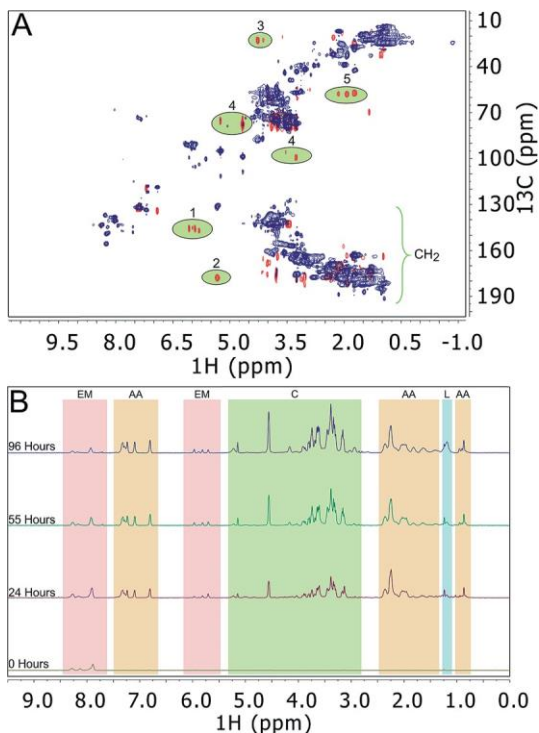 A
3
10
5
40
4
70
4
100
13C (ppm)
130
1
CH2
160
2
190
9.5 8.0 6.5 5.0 3.5 2.0 -1.0
1H (ppm)
B
EM AA EM C AA L AA
96 Hours
55 Hours
24 Hours
0 Hours
9.0 8.0 7.0 6.0 5.0 4.0 3.0 2.0 1.0 0.0
1H (ppm)